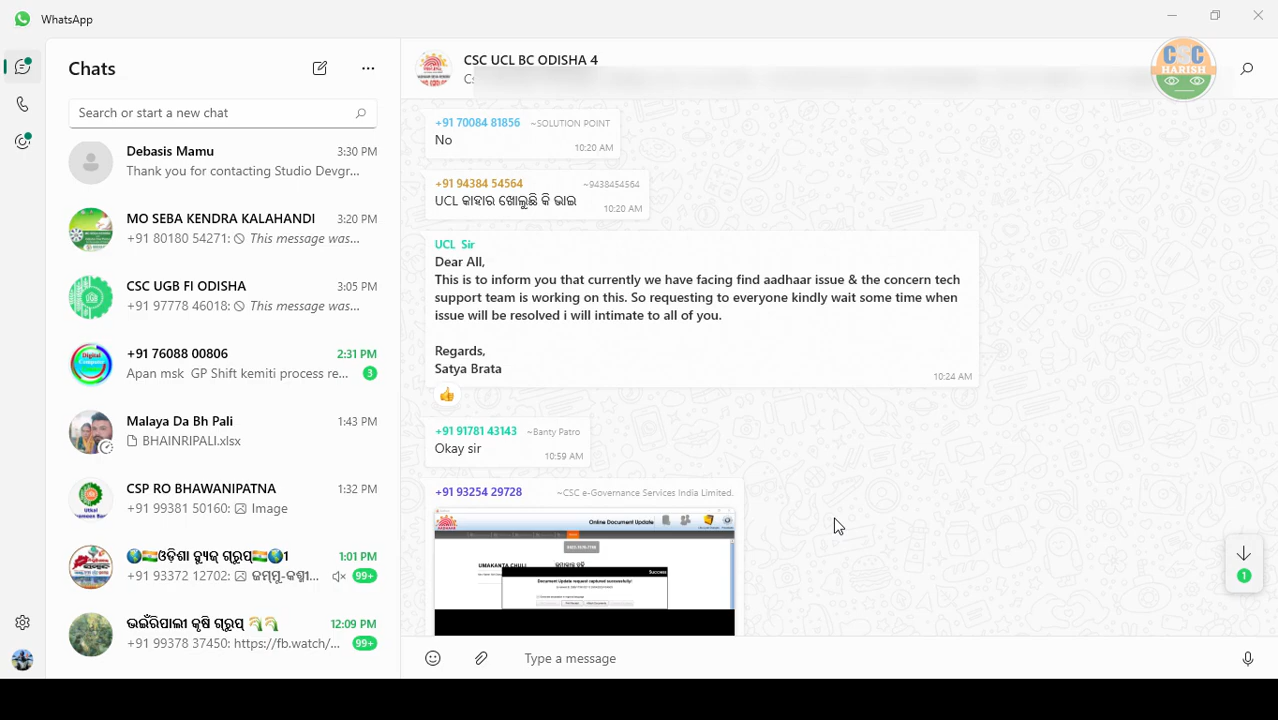 WhatsApp
Chats
Search or start a new chat
Debasis Mamu 3:30 PM
Thank you for contacting Studio Devgr...
MO SEBA KENDRA KALAHANDI 3:20 PM
+91 80180 54271: This message was...
CSC UGB FI ODISHA 3:05 PM
+91 97778 46018: This message was...
+91 76088 00806 2:31 PM
Apan msk GP Shift kemiti process re... 3
Malaya Da Bh Pali 1:43 PM
BHAINRIPALI.xlsx
CSP RO BHAWANIPATNA 1:32 PM
+91 99381 50160: Image
🌍🇮🇳ଓଡ଼ିଶା ବ୍ୟୁଜ୍ ଗ୍ରୁପ୍🇮🇳🌍1 1:01 PM
+91 93372 12702: ଜମ୍ମୁ-କଶ୍ମୀ... 99+
ଭଇଁରିପାଲୀ କୃଷି ଗ୍ରୁପ୍ 🌾🌾 12:09 PM
+91 99378 37450: https://fb.watch/... 99+
CSC UCL BC ODISHA 4
CSC
HARISH
+91 70084 81856 ~SOLUTION POINT
No
10:20 AM
+91 94384 54564 ~9438454564
UCL କାହାର ଖୋଲୁଛି କି ଭାଇ
10:20 AM
UCL Sir
Dear All,
This is to inform you that currently we have facing find aadhaar issue & the concern tech
support team is working on this. So requesting to everyone kindly wait some time when
issue will be resolved i will intimate to all of you.
Regards,
Satya Brata
10:24 AM
👍
+91 91781 43143 ~Banty Patro
Okay sir
10:59 AM
+91 93254 29728 ~CSC e-Governance Services India Limited.
Online Document Update
UMAKANTA CHULI
Success
Document Update request captured successfully!
1
Type a message